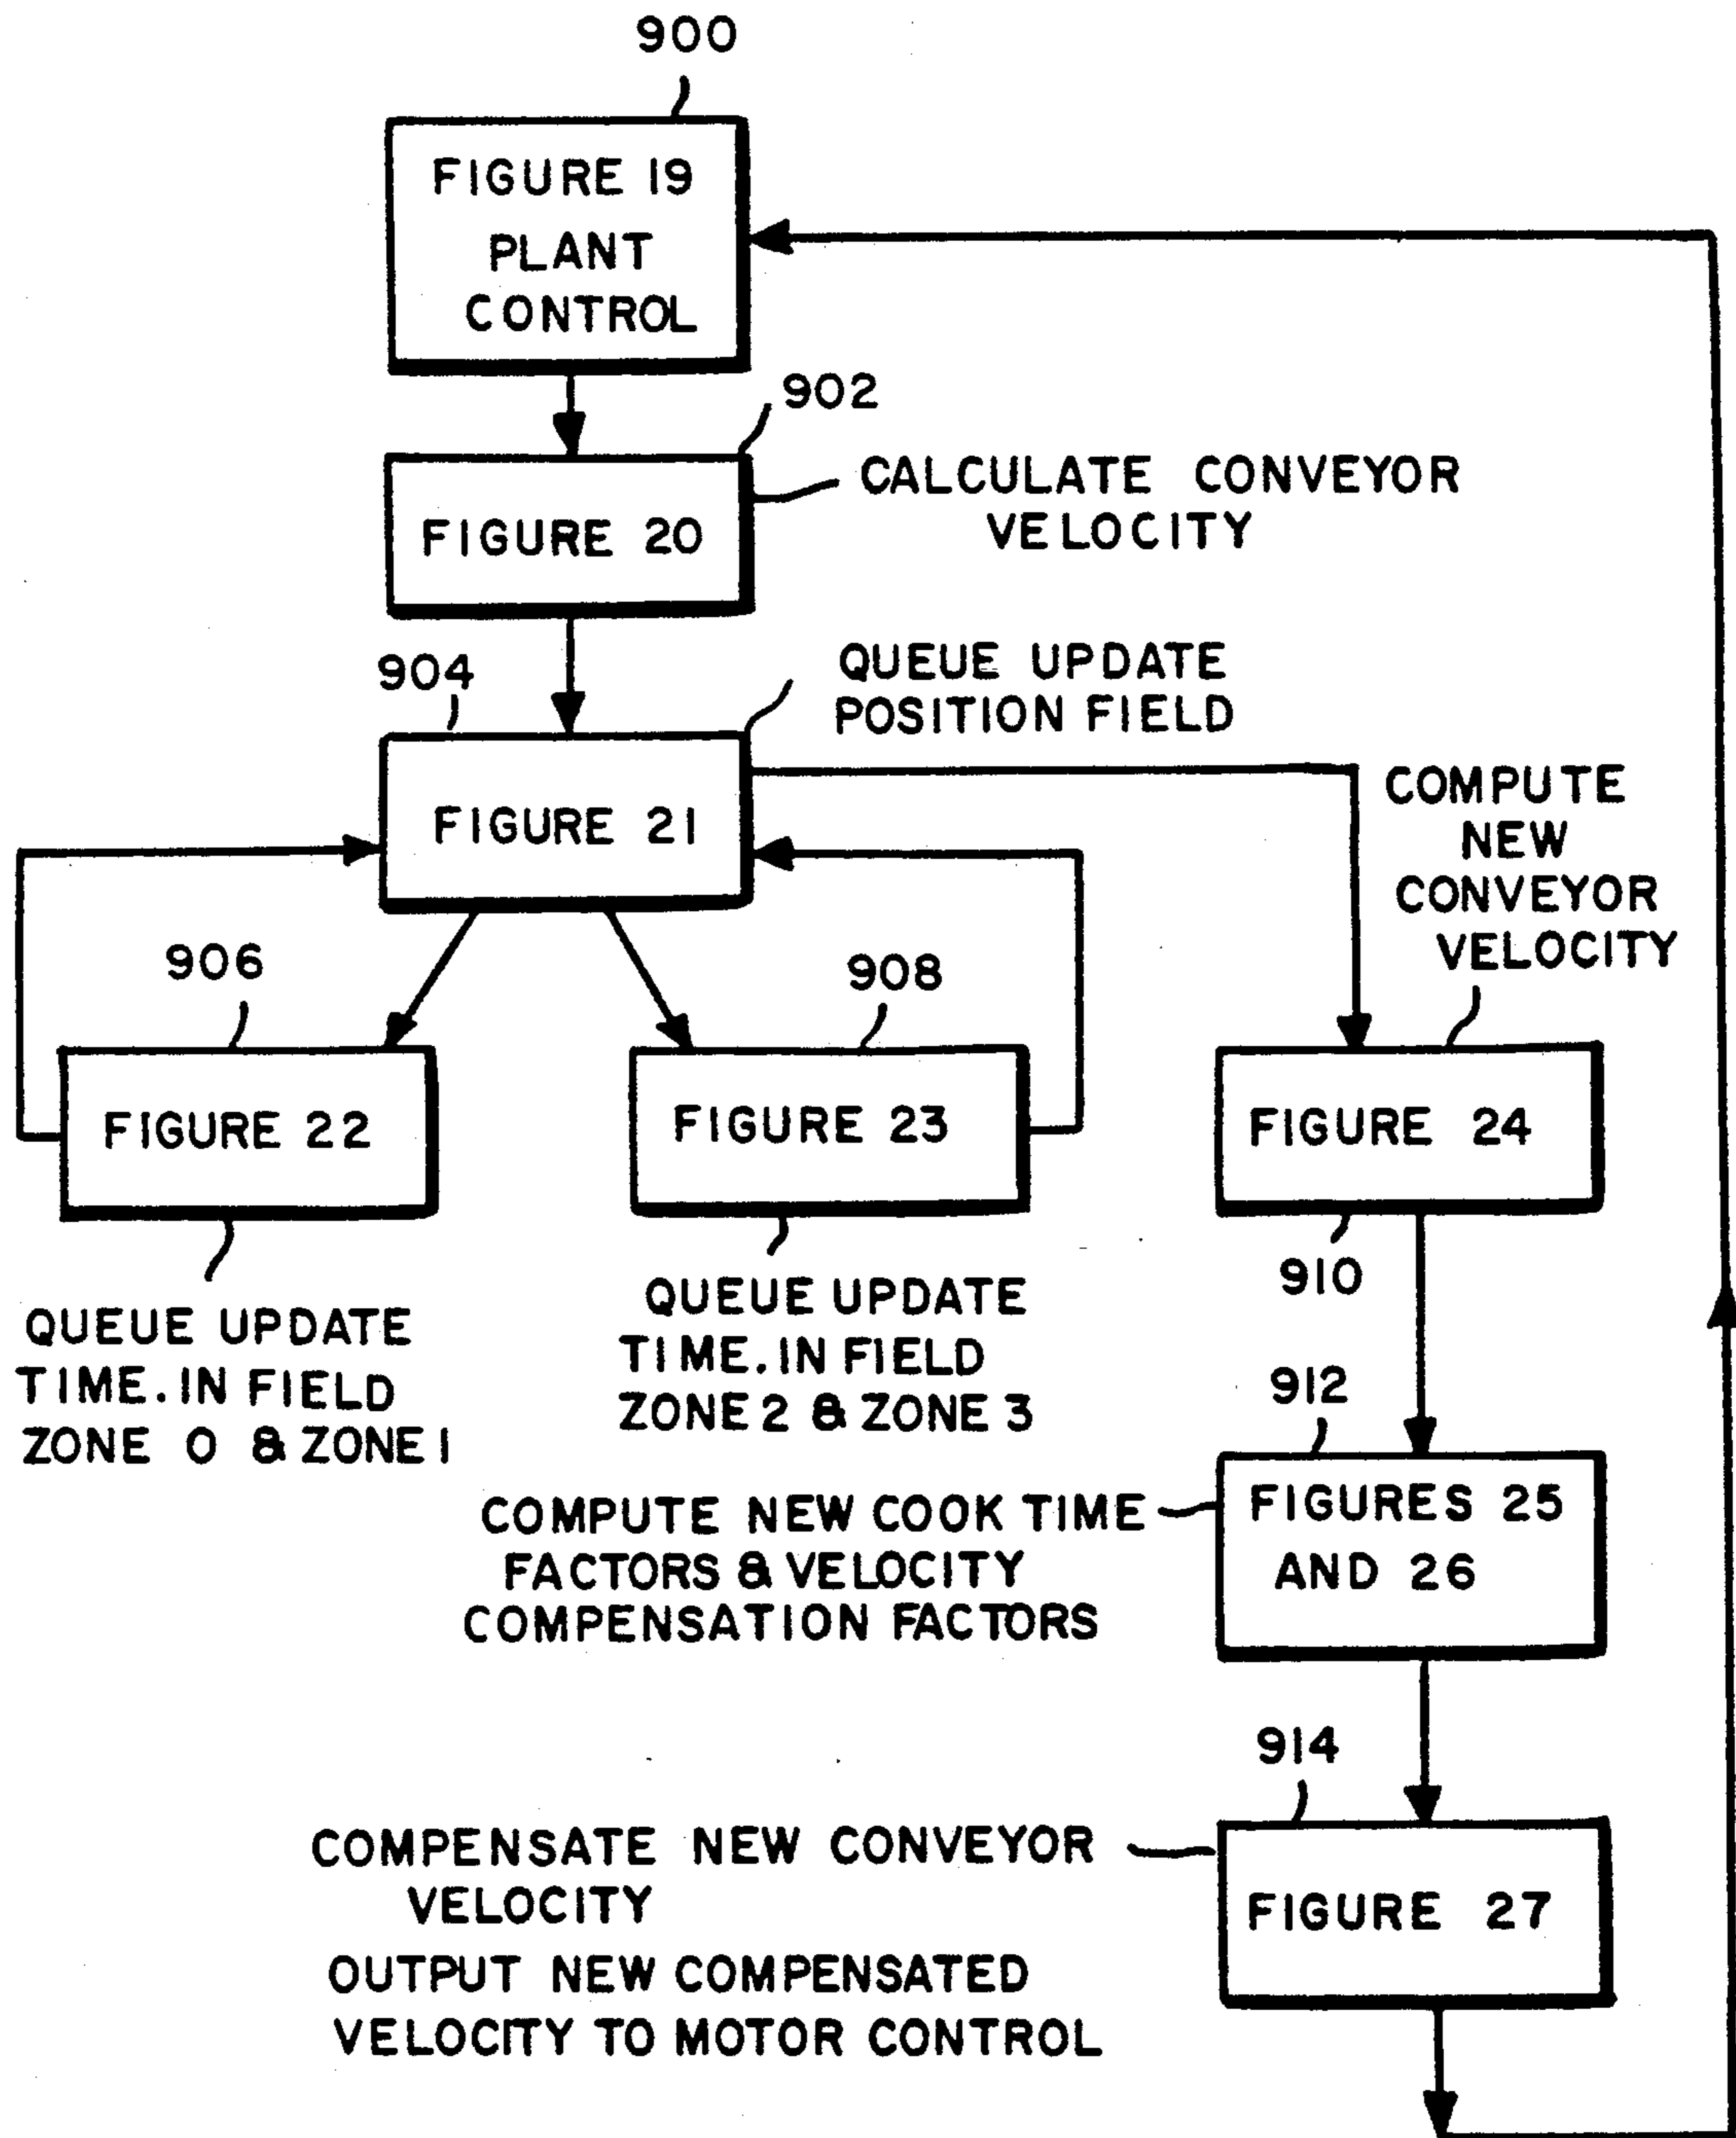 900
FIGURE 19
PLANT
CONTROL
902
CALCULATE CONVEYOR
VELOCITY
FIGURE 20
904
QUEUE UPDATE
POSITION FIELD
FIGURE 21
COMPUTE
NEW
CONVEYOR
VELOCITY
906
908
FIGURE 22
FIGURE 23
FIGURE 24
910
QUEUE UPDATE
TIME.IN FIELD
ZONE 0 & ZONE 1
QUEUE UPDATE
TIME.IN FIELD
ZONE 2 & ZONE 3
912
COMPUTE NEW COOK TIME
FACTORS & VELOCITY
COMPENSATION FACTORS
FIGURES 25
AND 26
914
COMPENSATE NEW CONVEYOR
VELOCITY
OUTPUT NEW COMPENSATED
VELOCITY TO MOTOR CONTROL
FIGURE 27